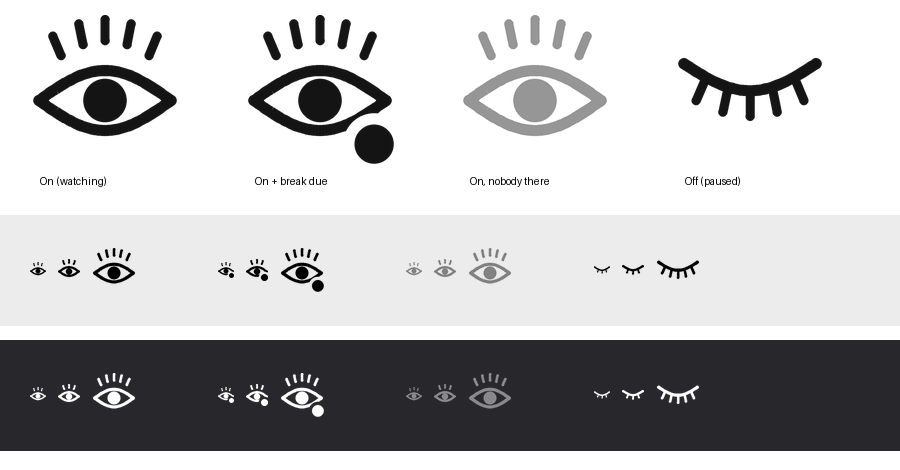 On (watching)
On + break due
On, nobody there
Off (paused)